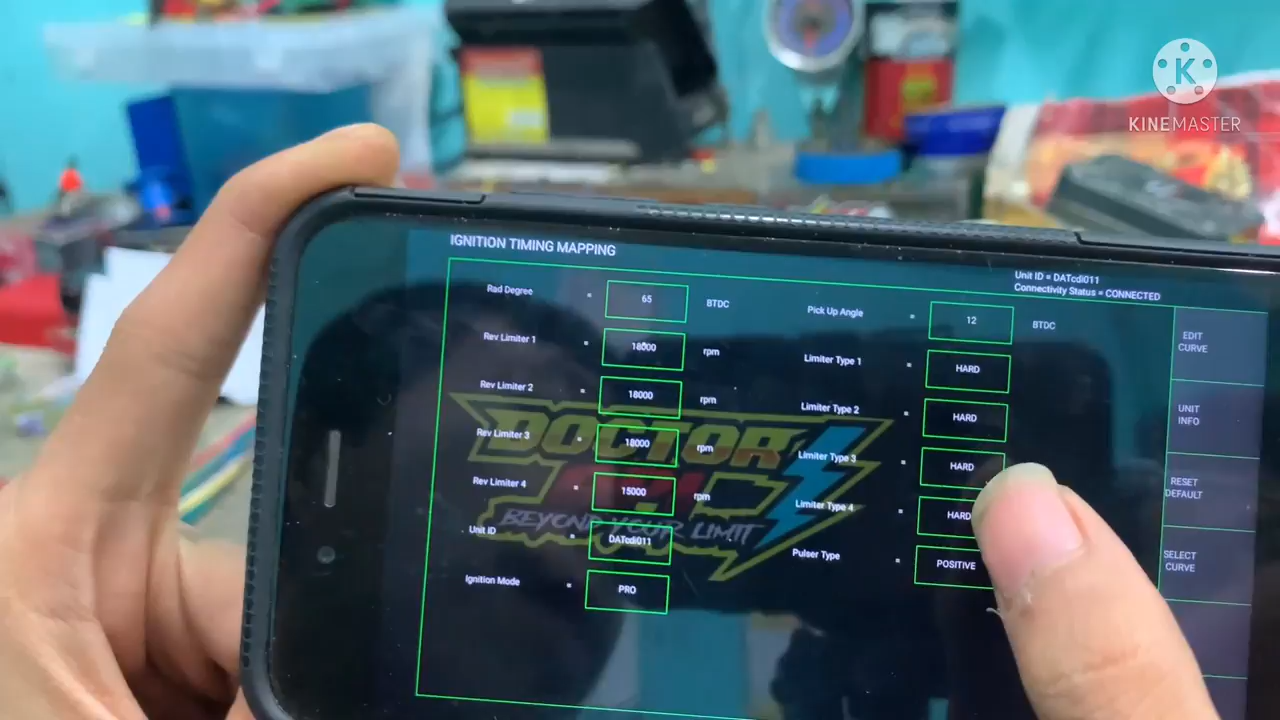 K
KINEMASTER
IGNITION TIMING MAPPING
Unit ID = DATcdi011
Connectivity Status = CONNECTED
Rad Degree = 65 BTDC Pick Up Angle = 12 BTDC
Rev Limiter 1 = 18000 rpm Limiter Type 1 = HARD
Rev Limiter 2 = 18000 rpm Limiter Type 2 = HARD
Rev Limiter 3 = 18000 rpm Limiter Type 3 = HARD
Rev Limiter 4 = 15000 rpm Limiter Type 4 = HARD
Unit ID = DATcdi011 Pulser Type = POSITIVE
Ignition Mode = PRO
EDIT
CURVE
UNIT
INFO
RESET
DEFAULT
SELECT
CURVE
DOCTOR
BEYOND YOUR LIMIT